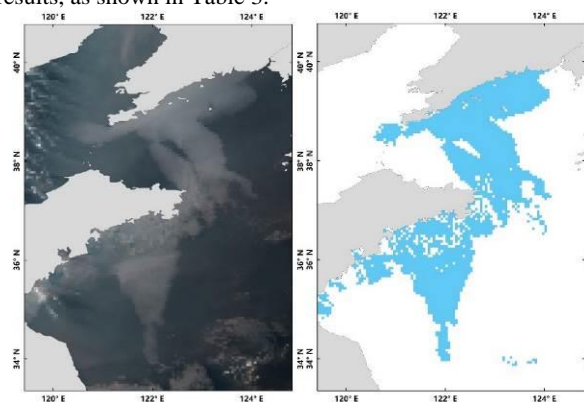 results, as shown in Table 3.
120° E 122° E 124° E 120° E 122° E 124° E
40° N 40° N
38° N 38° N
36° N 36° N
34° N 34° N
120° E 122° E 124° E 120° E 122° E 124° E